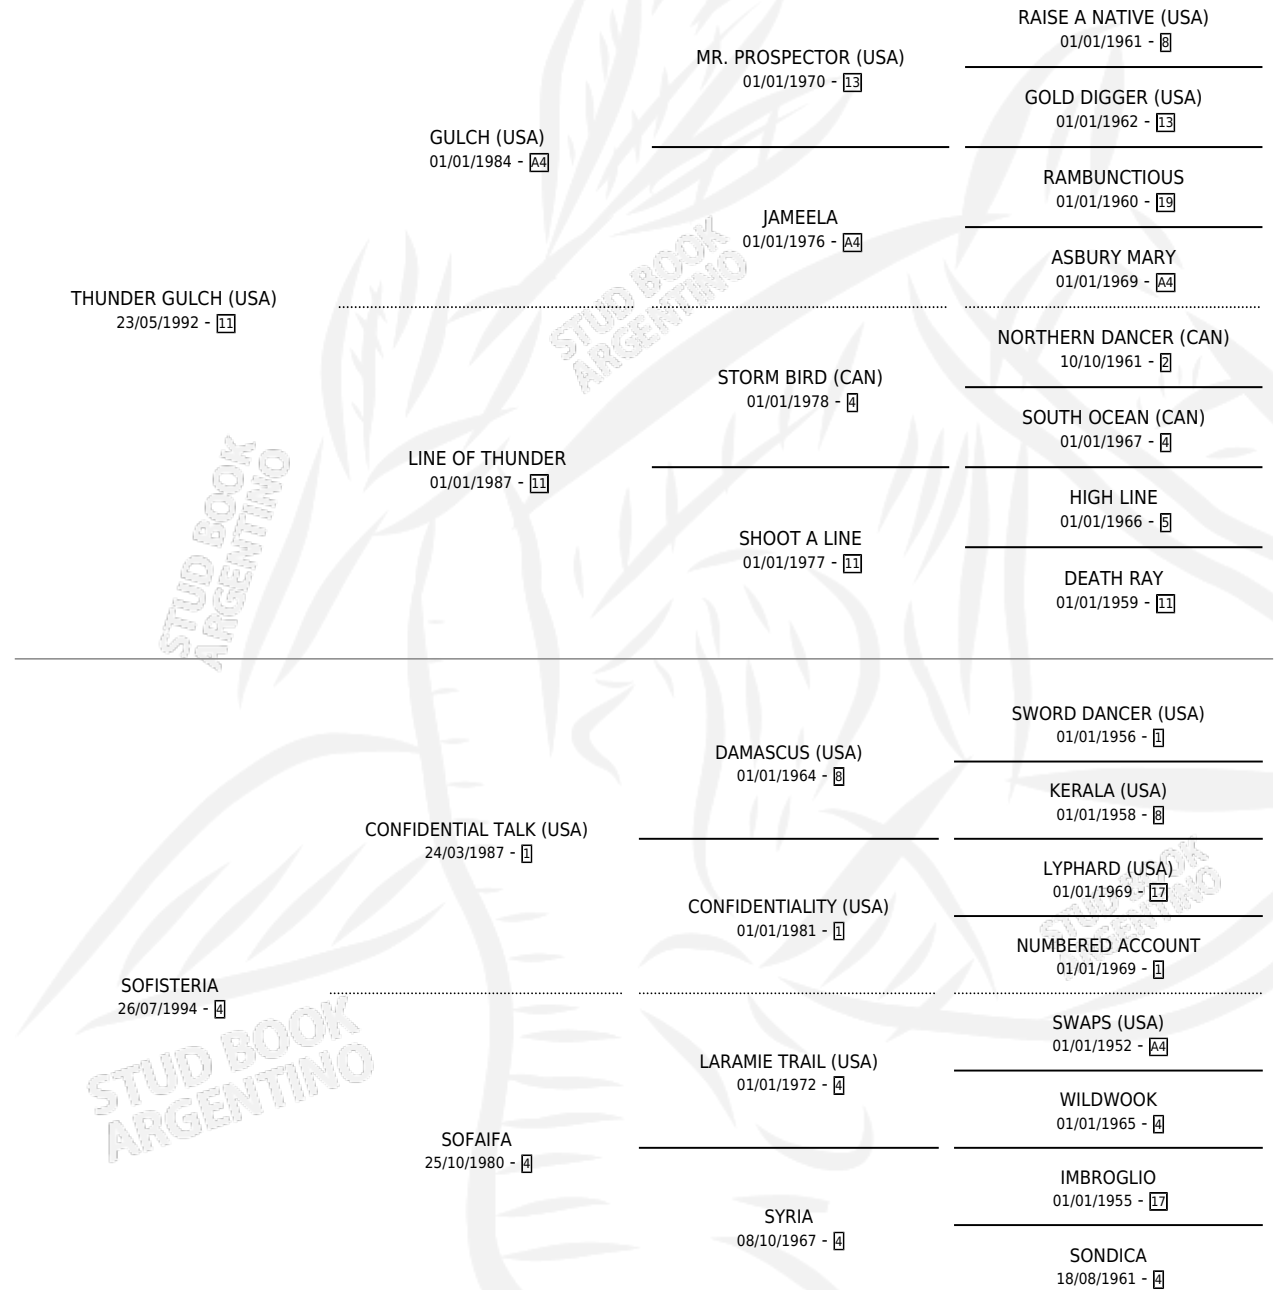 RAISE A NATIVE (USA)
01/01/1961 - 8
MR. PROSPECTOR (USA)
01/01/1970 - 13
GOLD DIGGER (USA)
01/01/1962 - 13
GULCH (USA)
01/01/1984 - A4
RAMBUNCTIOUS
01/01/1960 - 19
JAMEELA
01/01/1976 - A4
ASBURY MARY
01/01/1969 - A4
THUNDER GULCH (USA)
23/05/1992 - 11
NORTHERN DANCER (CAN)
10/10/1961 - 2
STORM BIRD (CAN)
01/01/1978 - 4
SOUTH OCEAN (CAN)
01/01/1967 - 4
LINE OF THUNDER
01/01/1987 - 11
HIGH LINE
01/01/1966 - 5
SHOOT A LINE
01/01/1977 - 11
DEATH RAY
01/01/1959 - 11
SWORD DANCER (USA)
01/01/1956 - 1
DAMASCUS (USA)
01/01/1964 - 8
KERALA (USA)
01/01/1958 - 8
CONFIDENTIAL TALK (USA)
24/03/1987 - 1
LYPHARD (USA)
01/01/1969 - 17
CONFIDENTIALITY (USA)
01/01/1981 - 1
NUMBERED ACCOUNT
01/01/1969 - 1
SOFISTERIA
26/07/1994 - 4
SWAPS (USA)
01/01/1952 - A4
LARAMIE TRAIL (USA)
01/01/1972 - 4
WILDWOOK
01/01/1965 - 4
SOFAIFA
25/10/1980 - 4
IMBROGLIO
01/01/1955 - 17
SYRIA
08/10/1967 - 4
SONDICA
18/08/1961 - 4
STUD BOOK
ARGENTINO
STUD BOOK
ARGENTINO
STUD BOOK
ARGENTINO
STUD BOOK
ARGENTINO